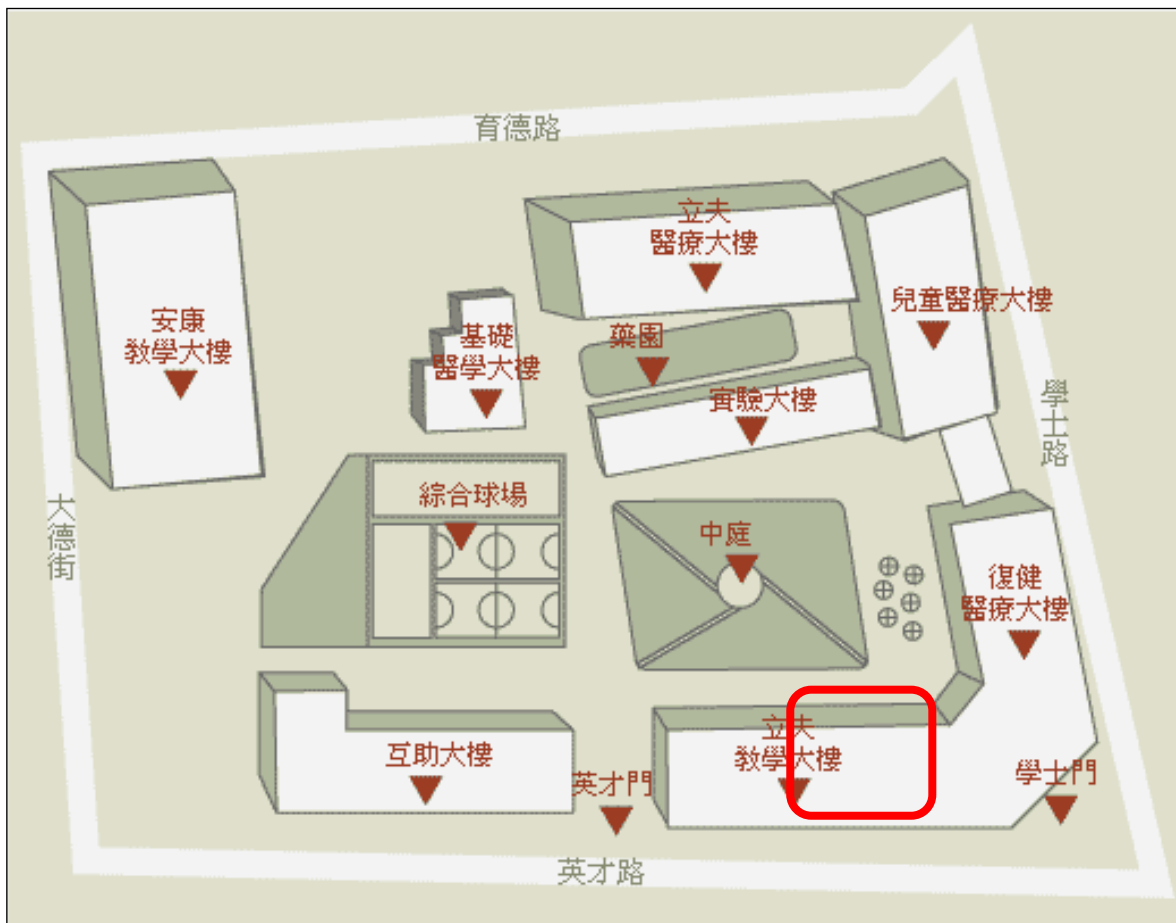 育德路
立夫
醫療大樓
兒童醫療大樓
安康
教學大樓
基礎
醫學大樓
藥園
實驗大樓
學士路
綜合球場
大德街
中庭
復健
醫療大樓
立夫
教學大樓
互助大樓
英才門
學士門
英才路